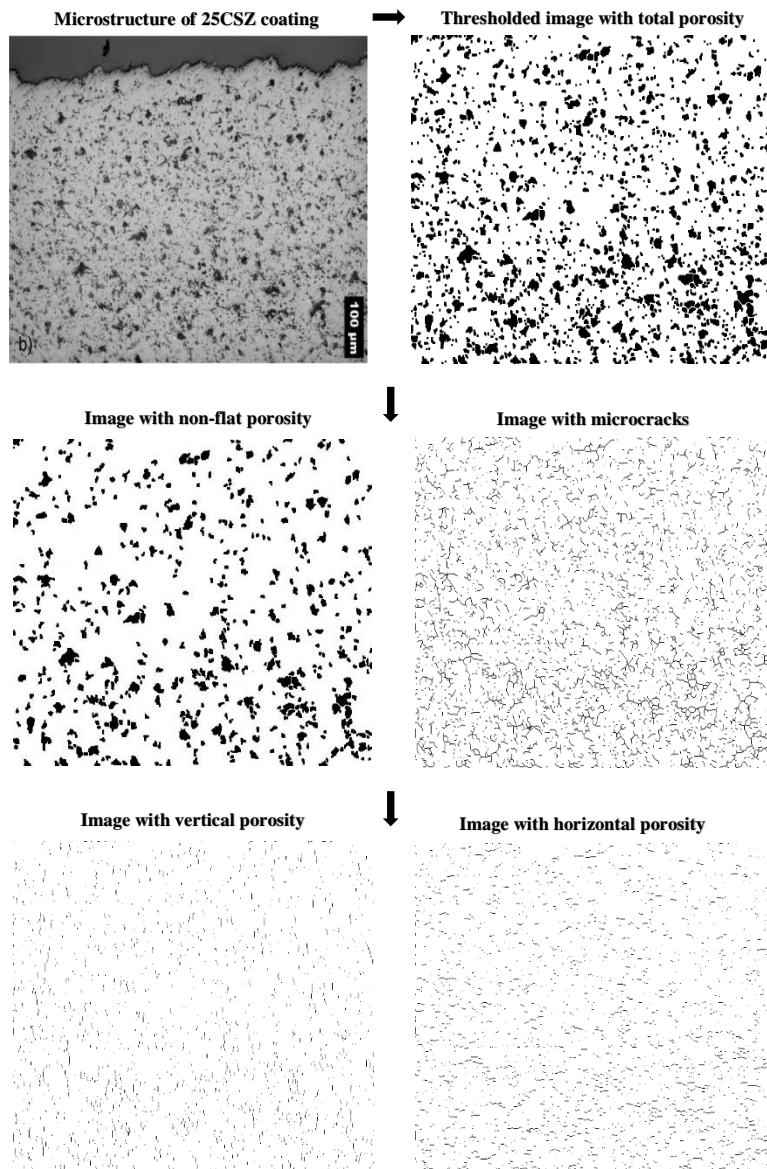 Microstructure of 25CSZ coating
Thresholded image with total porosity
b)
100 µm
Image with non-flat porosity
Image with microcracks
Image with vertical porosity
Image with horizontal porosity